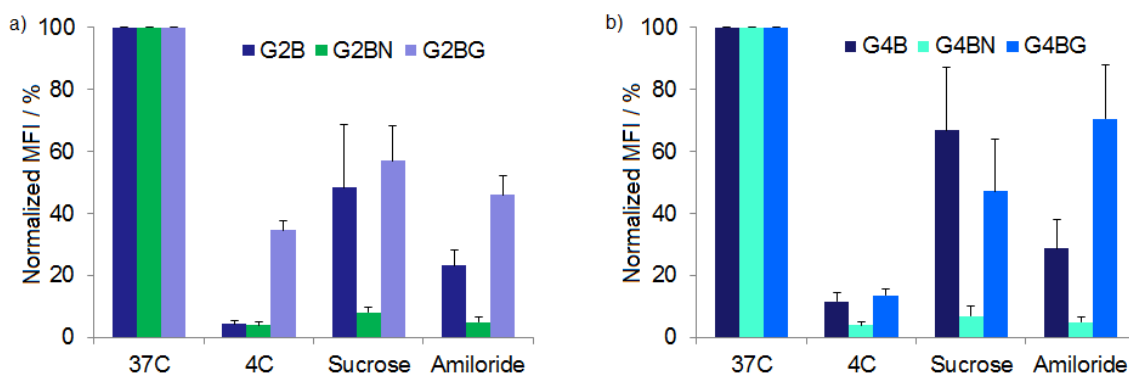 a)
G2B G2BN G2BG
Normalized MFI / %
100
80
60
40
20
0
37C 4C Sucrose Amiloride
b)
G4B G4BN G4BG
Normalized MFI / %
100
80
60
40
20
0
37C 4C Sucrose Amiloride